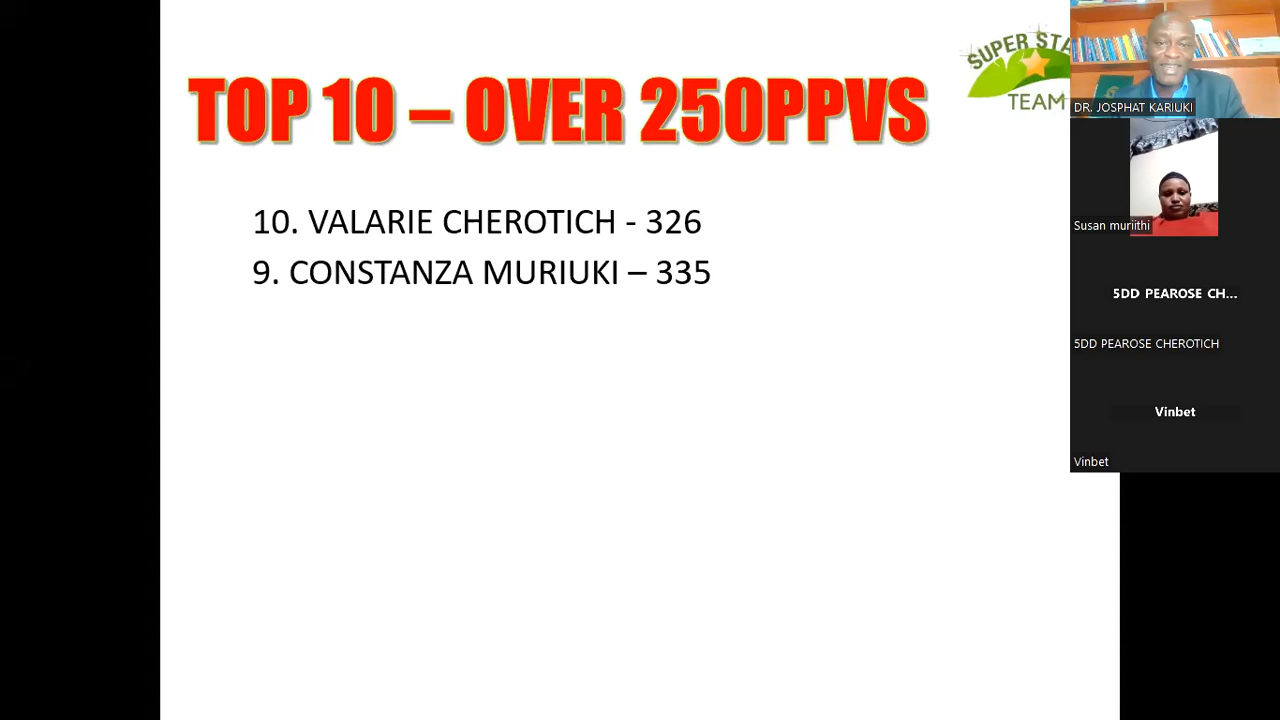 TOP 10 – OVER 250PPVS
SUPER STA
TEAM
10. VALARIE CHEROTICH - 326
9. CONSTANZA MURIUKI – 335
DR. JOSPHAT KARIUKI
Susan muriithi
5DD PEAROSE CH...
5DD PEAROSE CHEROTICH
Vinbet
Vinbet